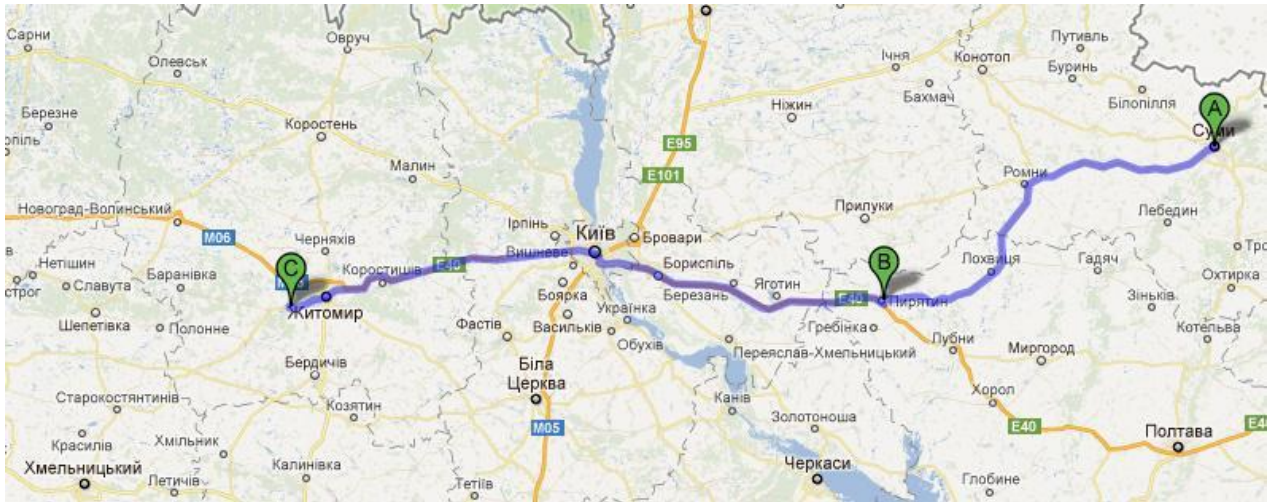 Сарни
Овруч
Олевськ
Путивль
Ічня
Конотоп
Буринь
Бахмач
Білопілля
A
Березне
Ніжин
Суми
Коростень
E95
Малин
E101
Ромни
Новоград-Волинський
Ірпінь
Прилуки
Лебедин
M06
Черняхів
Київ
Бровари
Вишневе
B
C
Нетішин
Баранівка
Коростишів
E40
Бориспіль
Лохвиця
Гадяч
Славута
Боярка
Березань
Яготин
E40
Пирятин
Охтирка
Житомир
Українка
Зіньків
Шепетівка
Полонне
Фастів
Васильків
Гребінка
Котельва
Обухів
Лубни
Переяслав-Хмельницький
Миргород
Бердичів
Біла
Церква
Старокостянтинів
Козятин
Канів
Хорол
Золотоноша
M05
E40
E40
Красилів
Хмільник
Полтава
Хмельницький
Калинівка
Черкаси
Летичів
Тетіїв
Глобине